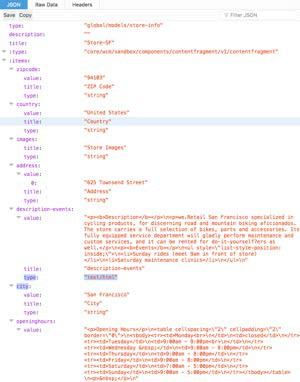 JSON Raw Data Headers
Save Copy Filter JSON
type: "global/models/store-info"
description: ""
title: "Store-SF"
:type: "core/wcm/sandbox/components/contentfragment/v1/contentfragment"
:items:
zipcode:
value: "94103"
title: "ZIP Code"
type: "string"
country:
value: "United States"
title: "Country"
type: "string"
images:
title: "Store Images"
type: "string"
address:
value:
0: "625 Townsend Street"
title: "Address"
type: "string"
description-events:
value: "<p><b>Description</b></p>\n<p>we.Retail San Francisco specialized in
cycling products, for discerning road and mountain biking aficionados.
The store carries a full selection of bikes, parts and accessories. Its
fully equipped service department will gladly perform maintenance and
custom services, and it can be rented for do-it-yourselfers as
well.</p>\n<p><b>Events</b></p>\n<ul style=\"list-style-position:
inside;\">\n<li>Sunday rides (meet 9am in front of store)
</li>\n<li>Saturday maintenance clinics</li>\n</ul>\n"
title: "description-events"
type: "text/html"
city:
value: "San Francisco"
title: "City"
type: "string"
openinghours:
value: "<p>Opening Hours</p>\n<table cellspacing=\"2\" cellpadding=\"2\"
border=\"0\">\n<tbody><tr><td>Monday<br>\n</td>\n<td>closed</td>\n</tr>
<tr><td>Tuesday</td>\n<td>9:00am - 8:00pm<br>\n</td>\n</tr>
<tr><td>Wednesday &nbsp;</td>\n<td>9:00am - 8:00pm</td>\n</tr>
<tr><td>Thursday</td>\n<td>9:00am - 8:00pm</td>\n</tr>
<tr><td>Friday</td>\n<td>9:00am - 8:00pm</td>\n</tr>
<tr><td>Saturday</td>\n<td>9:00am - 8:00pm</td>\n</tr>
<tr><td>Sunday</td>\n<td>9:00am - 5:00pm</td>\n</tr></tbody></table>
\n<p>&nbsp;</p>\n"